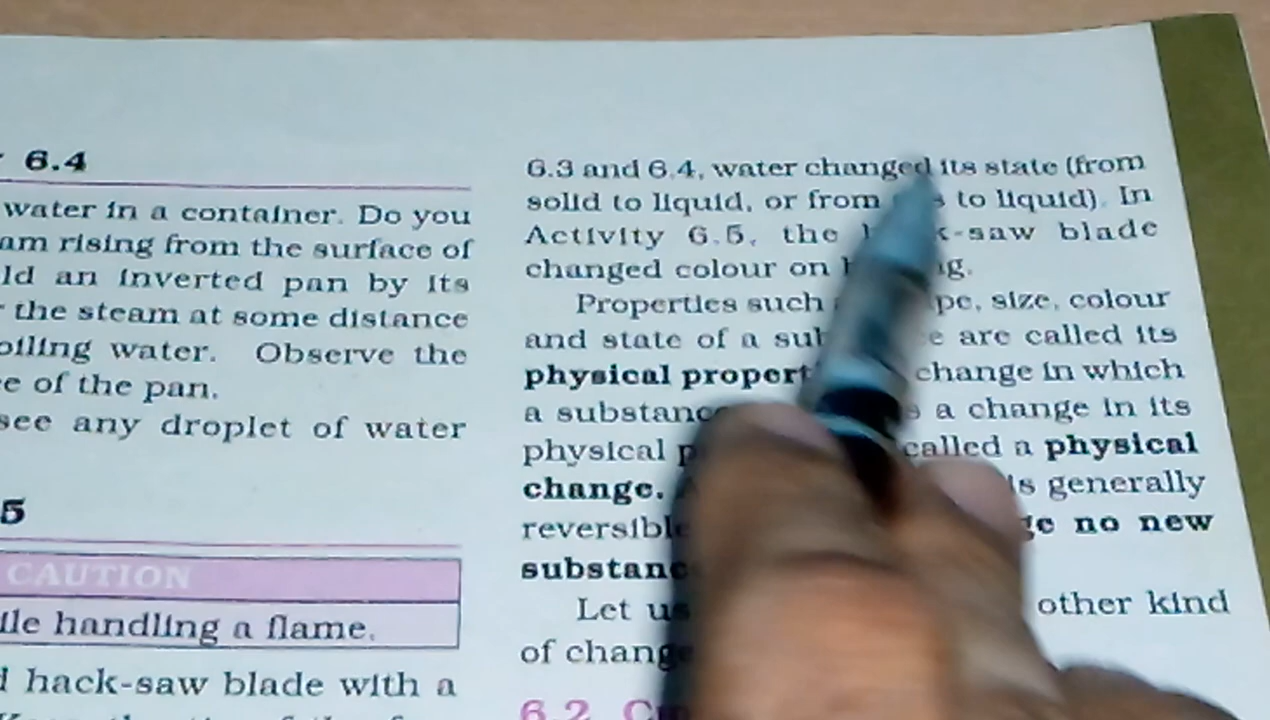 6.4
water in a container. Do you
am rising from the surface of
ld an inverted pan by its
the steam at some distance
oiling water. Observe the
e of the pan.
see any droplet of water
5
CAUTION
ile handling a flame.
hack-saw blade with a
6.3 and 6.4, water changed its state (from
solid to liquid, or from to liquid). In
Activity 6.5, the k-saw blade
changed colour on g.
Properties such pe, size, colour
and state of a sub e are called its
physical propert change in which
a substanc s a change in its
physical p called a physical
change. is generally
reversible ge no new
substanc
Let us other kind
of change
6.2